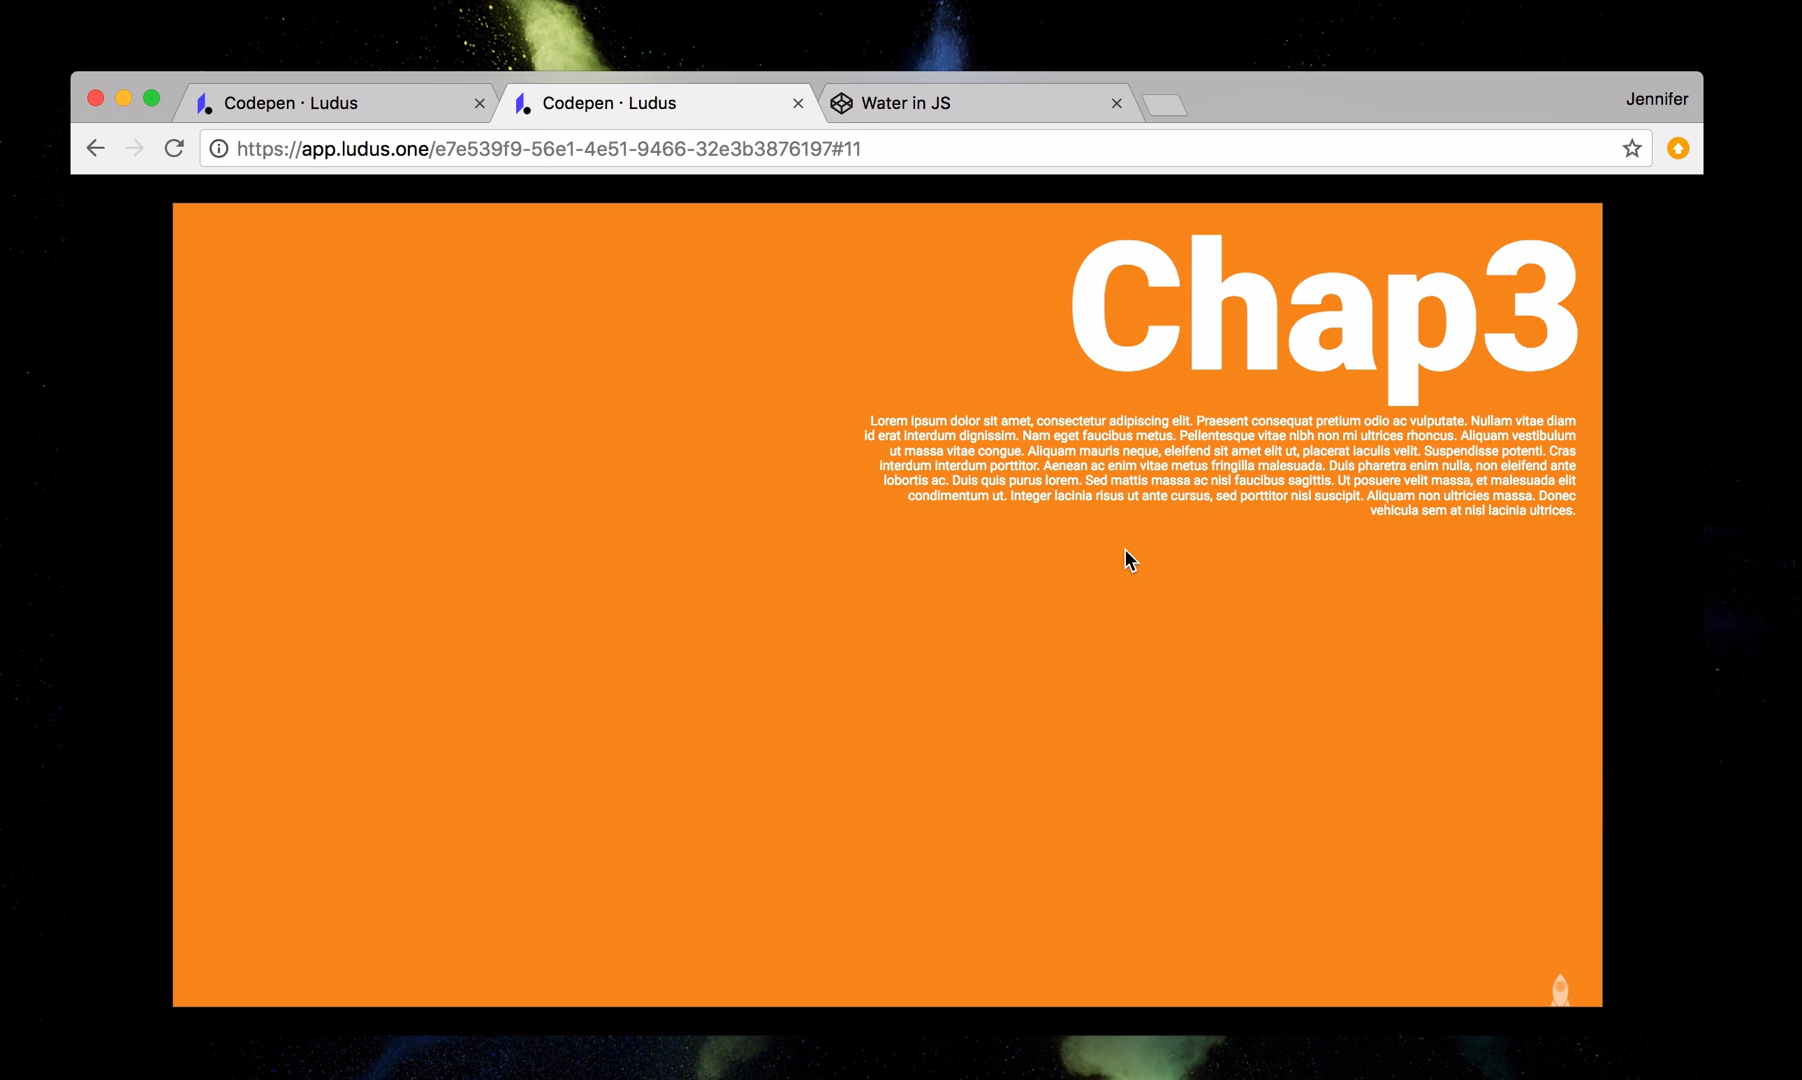 Codepen · Ludus
Codepen · Ludus
Water in JS
Jennifer
https://app.ludus.one/e7e539f9-56e1-4e51-9466-32e3b3876197#11
Chap3
Lorem ipsum dolor sit amet, consectetur adipiscing elit. Praesent consequat pretium odio ac vulputate. Nullam vitae diam
id erat interdum dignissim. Nam eget faucibus metus. Pellentesque vitae nibh non mi ultrices rhoncus. Aliquam vestibulum
ut massa vitae congue. Aliquam mauris neque, eleifend sit amet elit ut, placerat iaculis velit. Suspendisse potenti. Cras
interdum interdum porttitor. Aenean ac enim vitae metus fringilla malesuada. Duis pharetra enim nulla, non eleifend ante
lobortis ac. Duis quis purus lorem. Sed mattis massa ac nisl faucibus sagittis. Ut posuere velit massa, et malesuada elit
condimentum ut. Integer lacinia risus ut ante cursus, sed porttitor nisl suscipit. Aliquam non ultricies massa. Donec
vehicula sem at nisl lacinia ultrices.